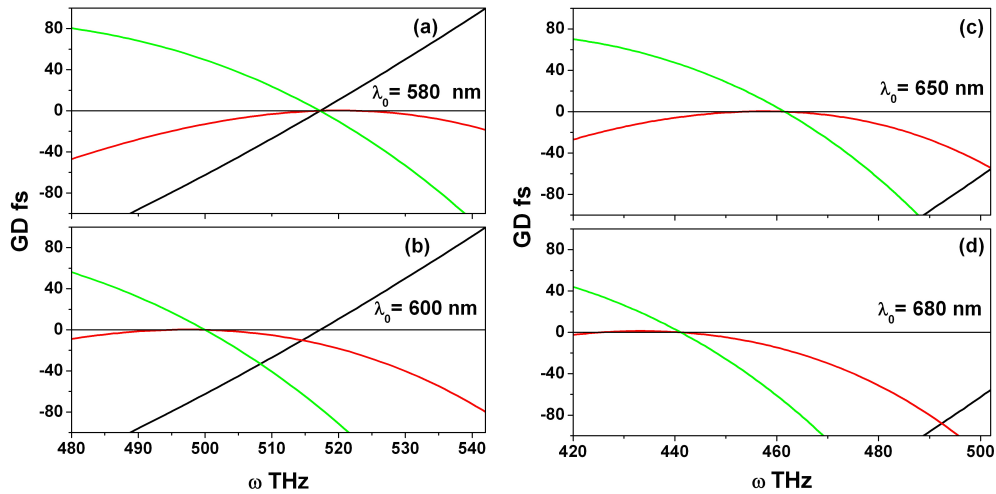 (a)
80
40
0
-40
-80
λ0= 580 nm
(b)
80
40
0
-40
-80
λ0= 600 nm
480 490 500 510 520 530 540
ω THz
GD fs
(c)
80
40
0
-40
-80
λ0= 650 nm
(d)
80
40
0
-40
-80
λ0= 680 nm
420 440 460 480 500
ω THz
GD fs